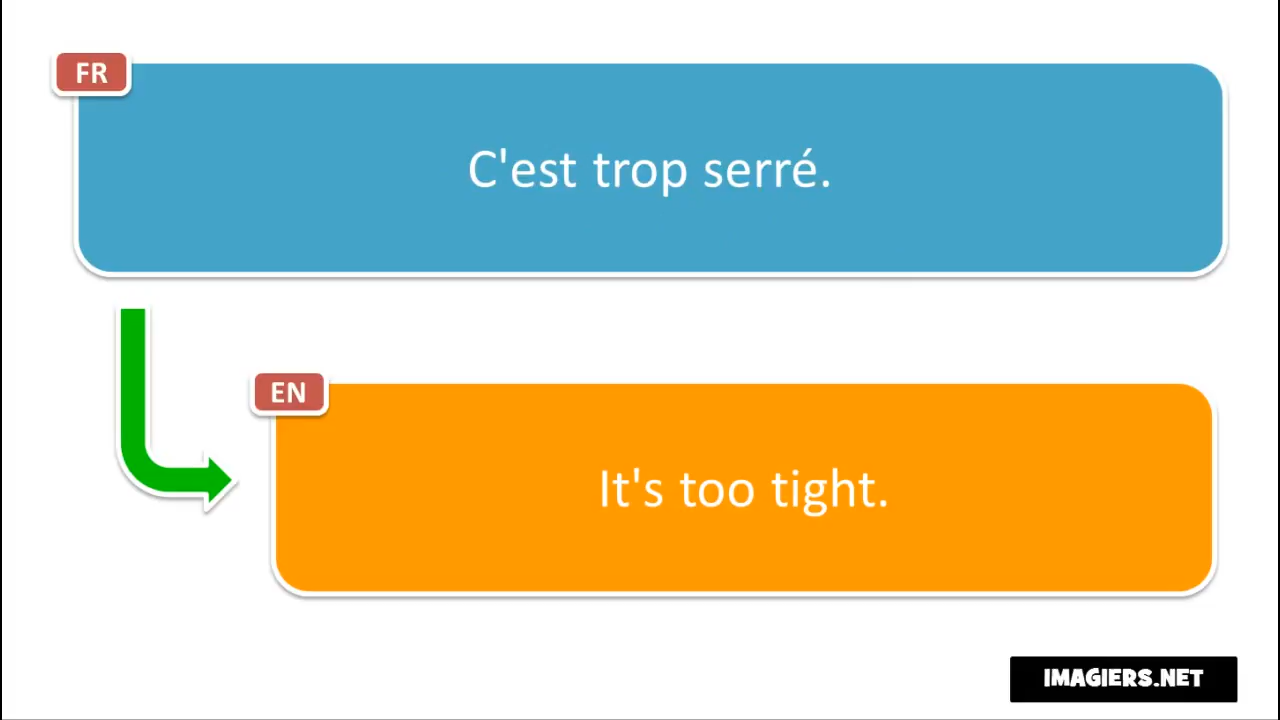 FR
C'est trop serré.
EN
It's too tight.
IMAGIERS.NET